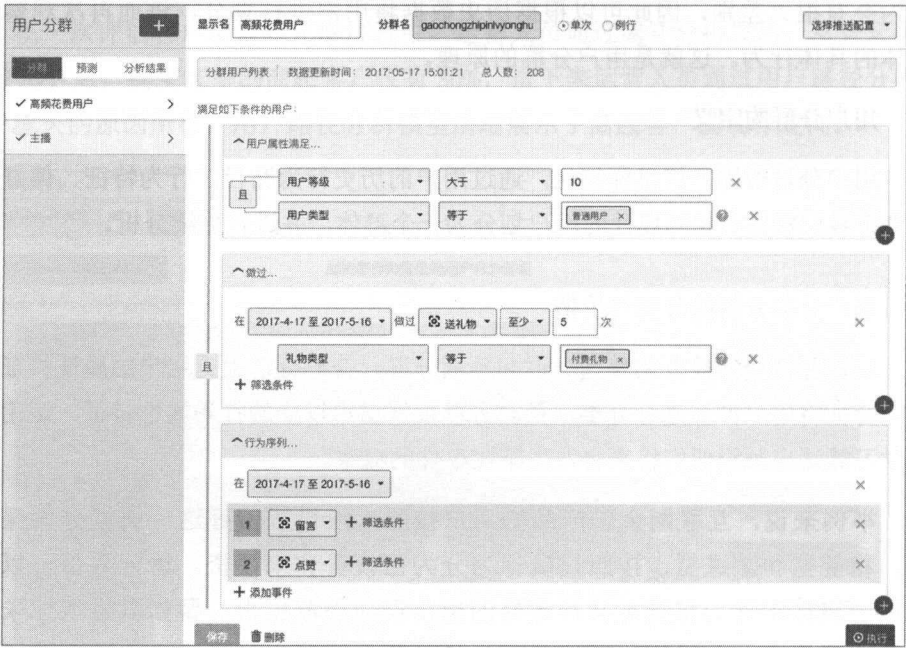 用户分群 +
显示名 高频花费用户 分群名 gaochongzhipinlvyonghu 单次 例行 选择推送配置
分群 预测 分析结果
分群用户列表 数据更新时间: 2017-05-17 15:01:21 总人数: 208
高频花费用户
主播
满足如下条件的用户:
用户属性满足...
且
用户等级 大于 10
用户类型 等于 普通用户 ×
且
做过...
在 2017-4-17 至 2017-5-16 做过 送礼物 至少 5 次
礼物类型 等于 付费礼物 ×
+ 筛选条件
行为序列...
在 2017-4-17 至 2017-5-16
1 留言 + 筛选条件
2 点赞 + 筛选条件
+ 添加事件
保存 删除 执行